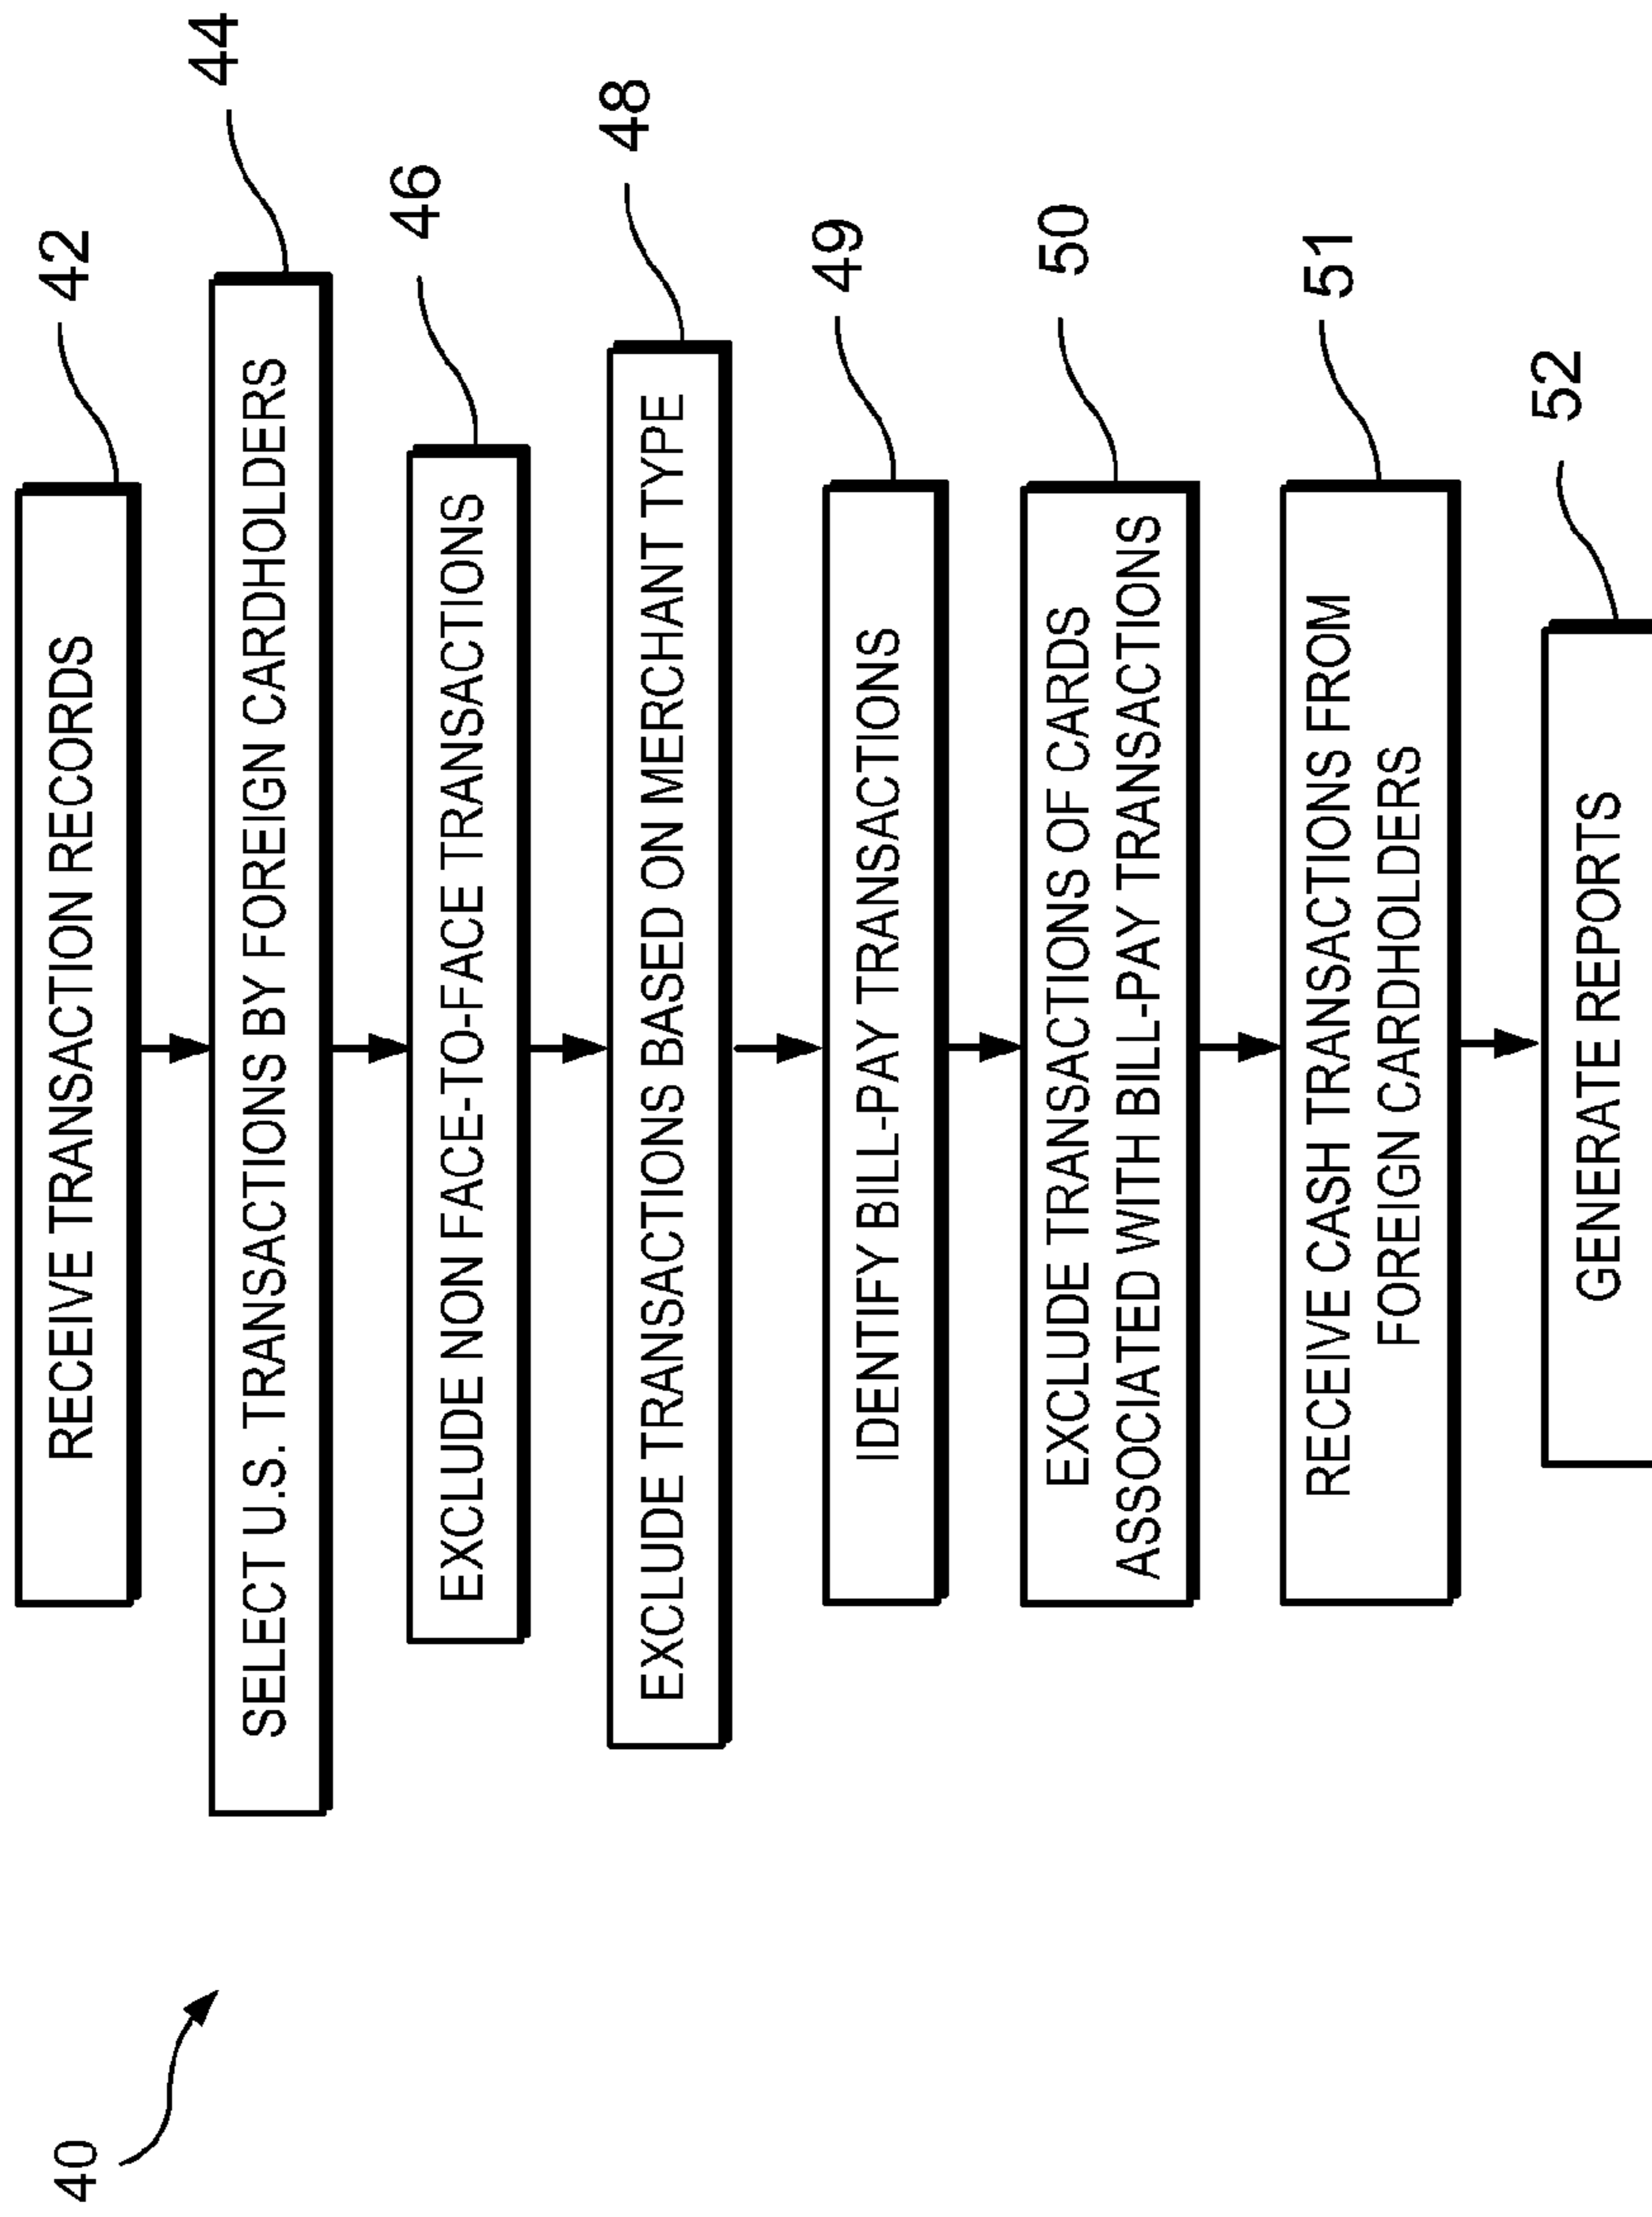 40
RECEIVE TRANSACTION RECORDS
42
SELECT U.S. TRANSACTIONS BY FOREIGN CARDHOLDERS
44
EXCLUDE NON FACE-TO-FACE TRANSACTIONS
46
EXCLUDE TRANSACTIONS BASED ON MERCHANT TYPE
48
IDENTIFY BILL-PAY TRANSACTIONS
49
EXCLUDE TRANSACTIONS OF CARDS
ASSOCIATED WITH BILL-PAY TRANSACTIONS
50
RECEIVE CASH TRANSACTIONS FROM
FOREIGN CARDHOLDERS
51
GENERATE REPORTS
52